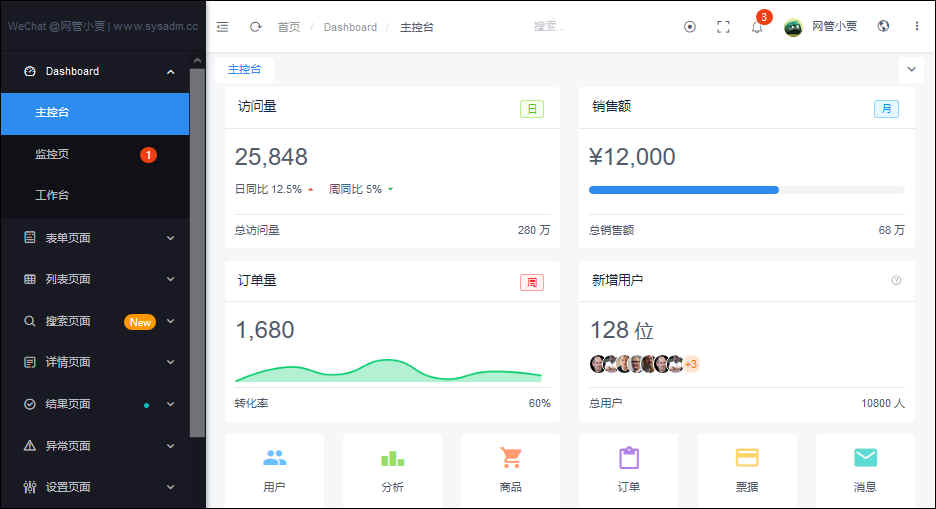 WeChat @网管小贾 | www.sysadm.cc
首页 / Dashboard / 主控台
搜索...
3
网管小贾
Dashboard
主控台
监控页 1
工作台
表单页面
列表页面
搜索页面 New
详情页面
结果页面
异常页面
设置页面
主控台
访问量 日
25,848
日同比 12.5% 周同比 5%
总访问量 280 万
销售额 月
¥12,000
总销售额 68 万
订单量 周
1,680
转化率 60%
新增用户
128 位
+3
总用户 10800 人
用户
分析
商品
订单
票据
消息